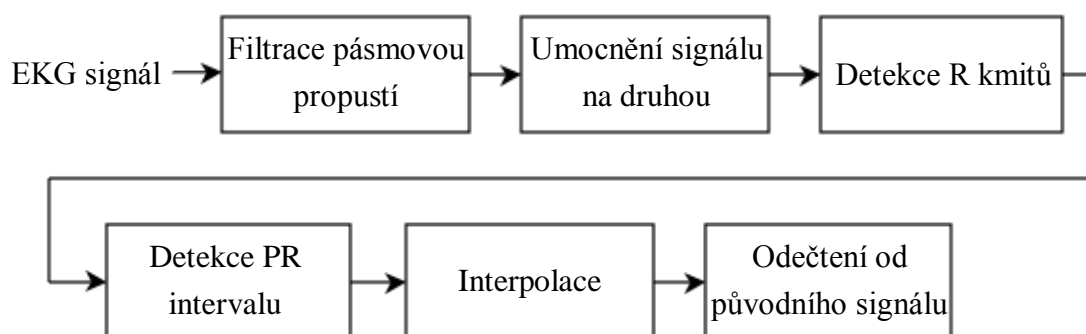 EKG signál
Filtrace pásmovou
propustí
Umocnění signálu
na druhou
Detekce R kmitů
Detekce PR
intervalu
Interpolace
Odečtení od
původního signálu